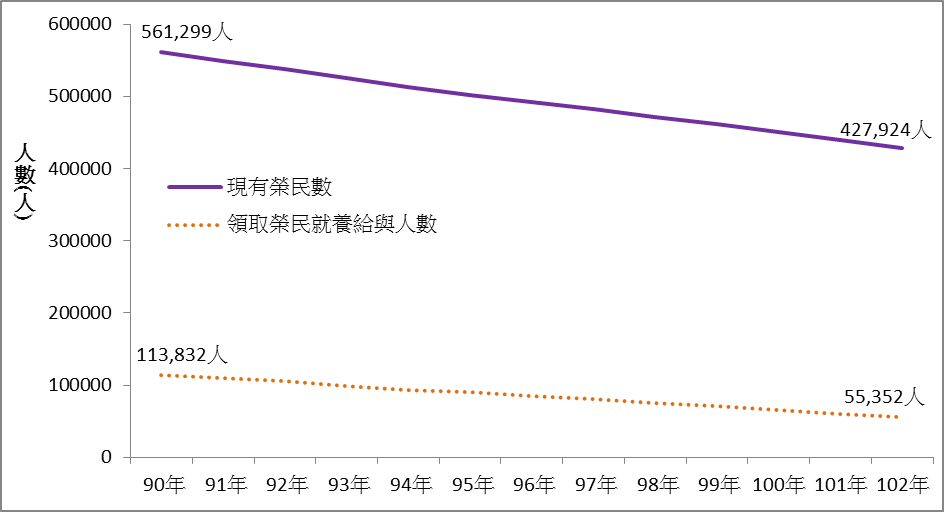 600000
500000
400000
300000
200000
100000
0
人數(人)
561,299人
427,924人
現有榮民數
領取榮民就養給與人數
113,832人
55,352人
90年 91年 92年 93年 94年 95年 96年 97年 98年 99年 100年 101年 102年